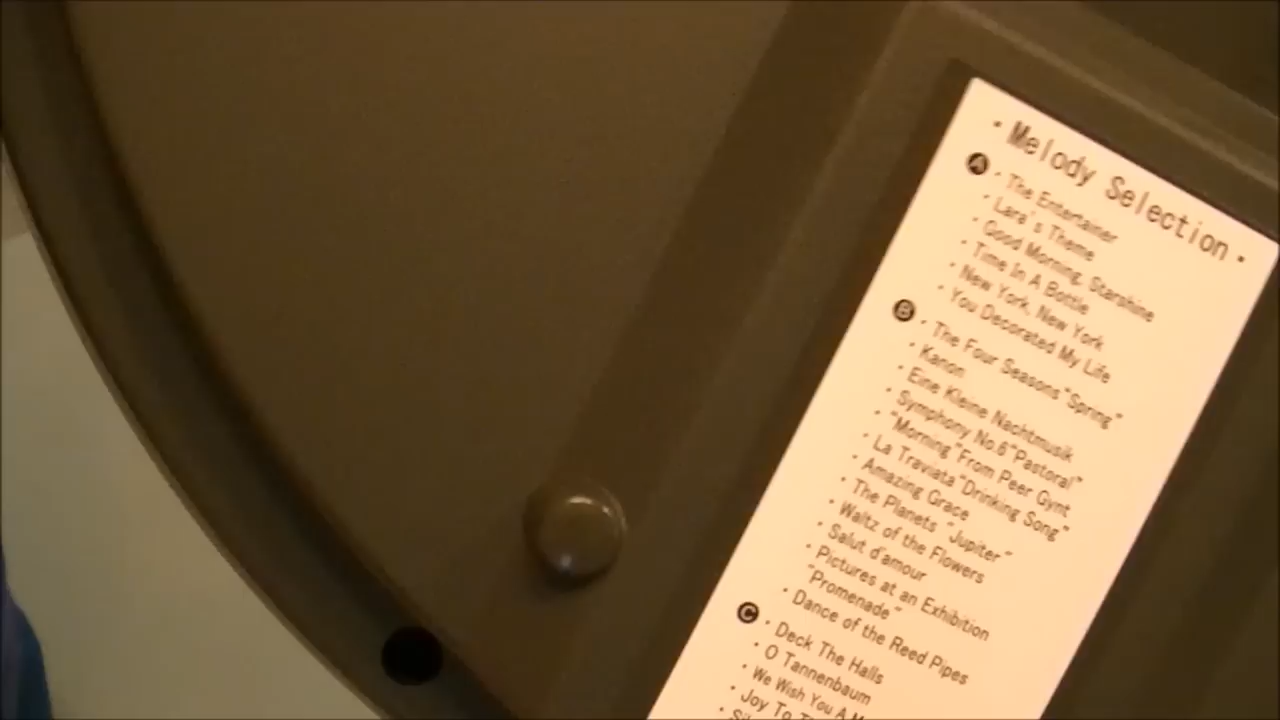 ・Melody Selection・
A・The Entertainer
・Lara's Theme
・Good Morning, Starshine
・Time In A Bottle
・New York, New York
・You Decorated My Life
B・The Four Seasons "Spring"
・Kanon
・Eine Kleine Nachtmusik
・Symphony No.6 "Pastoral"
・"Morning" From Peer Gynt
・La Traviata "Drinking Song"
・Amazing Grace
・The Planets "Jupiter"
・Waltz of the Flowers
・Salut d'amour
・Pictures at an Exhibition
"Promenade"
・Dance of the Reed Pipes
C・Deck The Halls
・O Tannenbaum
・We Wish You A
・Joy To